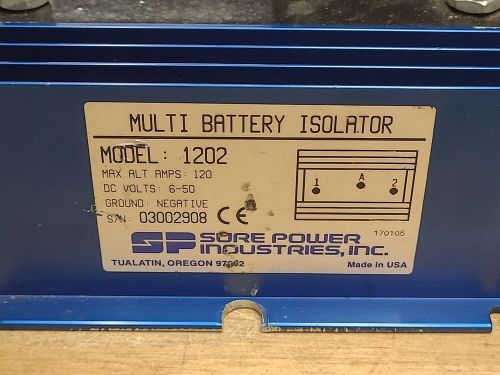 MULTI BATTERY ISOLATOR
MODEL: 1202
MAX ALT AMPS: 120
DC VOLTS: 6-50
GROUND: NEGATIVE
S/N: 03002908 CE
1 A 2
170106
SP SURE POWER
INDUSTRIES, INC.
TUALATIN, OREGON
Made in USA